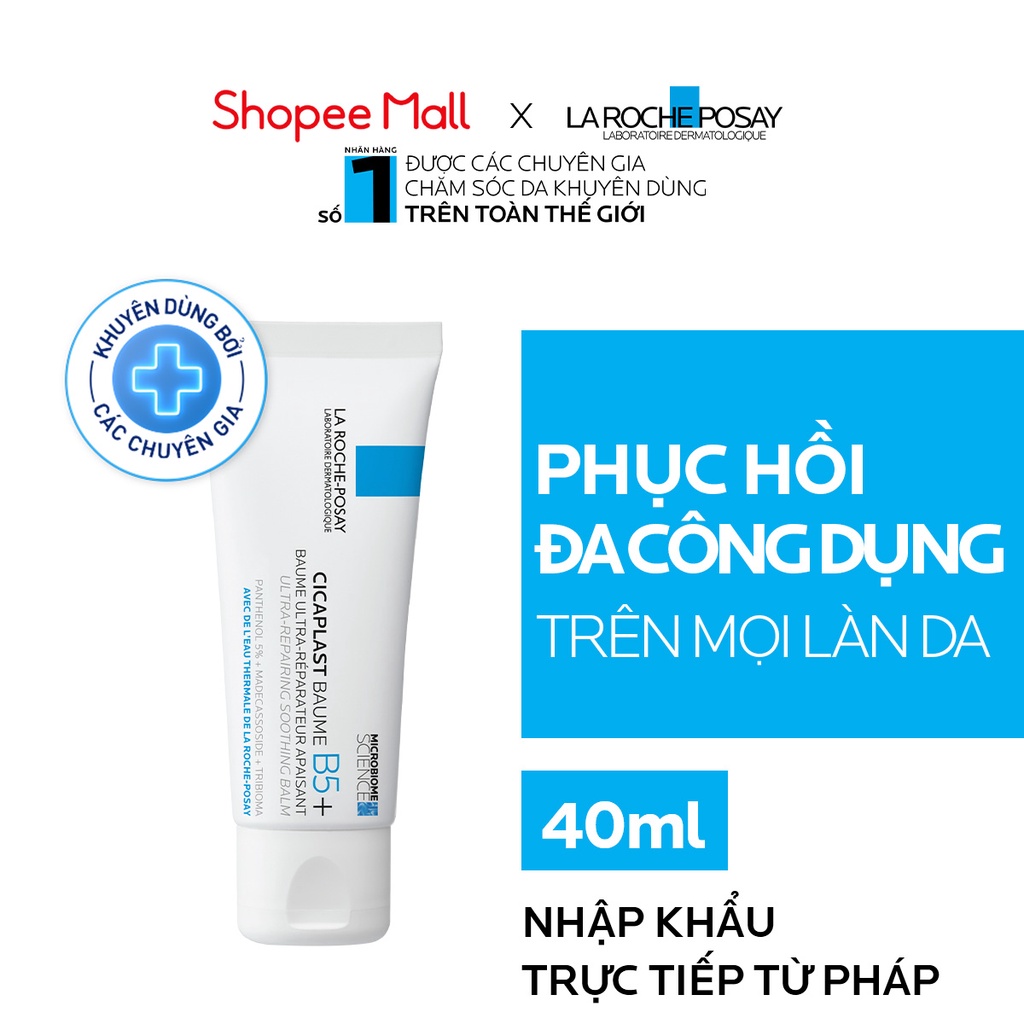 Shopee Mall X LA ROCHE POSAY
LABORATOIRE DERMATOLOGIQUE
NHÃN HÀNG
SỐ 1
ĐƯỢC CÁC CHUYÊN GIA
CHĂM SÓC DA KHUYÊN DÙNG
TRÊN TOÀN THẾ GIỚI
KHUYÊN DÙNG BỞI
CÁC CHUYÊN GIA
LA ROCHE-POSAY
LABORATOIRE DERMATOLOGIQUE
CICAPLAST BAUME B5+
BAUME ULTRA-RÉPARATEUR APAISANT
ULTRA-REPAIRING SOOTHING BALM
PANTHENOL 5% + MADECASSOSIDE + TRIBIOMA
AVEC DE L'EAU THERMALE DE LA ROCHE-POSAY
MICROBIOME
SCIENCE
PHỤC HỒI
ĐA CÔNG DỤNG
TRÊN MỌI LÀN DA
40ml
NHẬP KHẨU
TRỰC TIẾP TỪ PHÁP